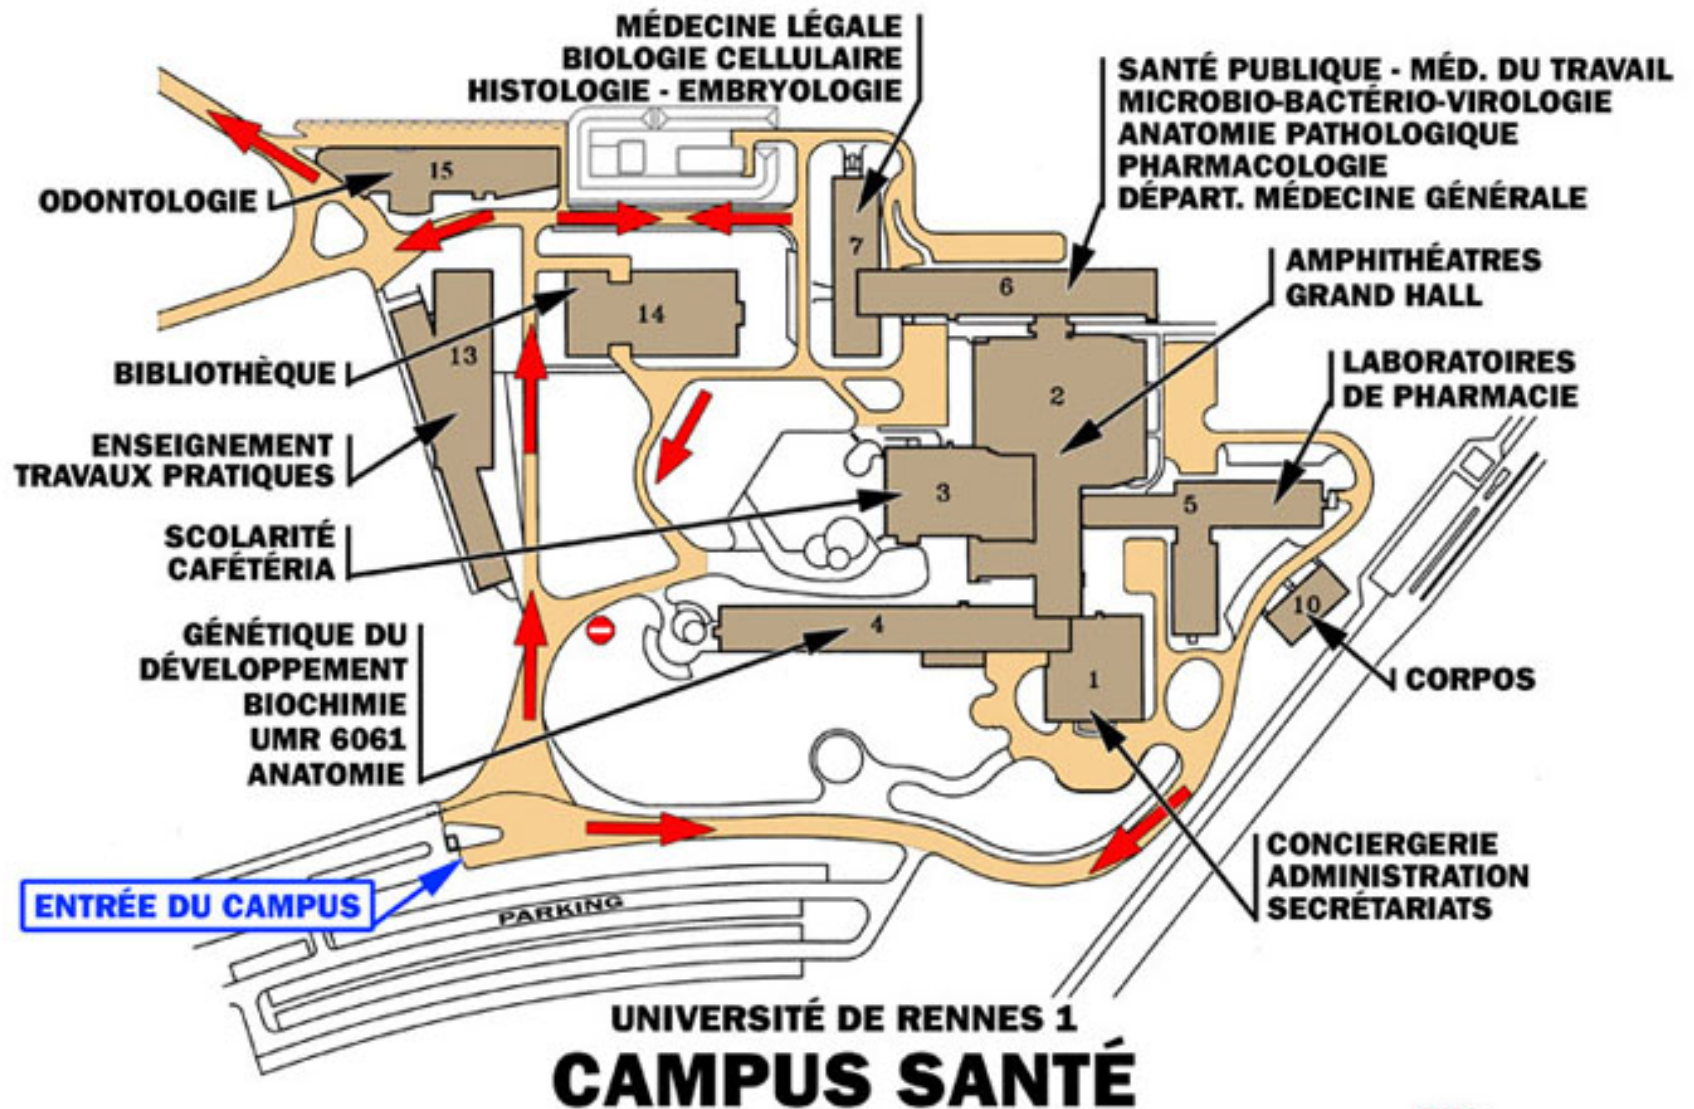 MÉDECINE LÉGALE
BIOLOGIE CELLULAIRE
HISTOLOGIE - EMBRYOLOGIE
SANTÉ PUBLIQUE - MÉD. DU TRAVAIL
MICROBIO-BACTÉRIO-VIROLOGIE
ANATOMIE PATHOLOGIQUE
PHARMACOLOGIE
DÉPART. MÉDECINE GÉNÉRALE
15
ODONTOLOGIE
7
6
AMPHITHÉATRES
GRAND HALL
14
13
BIBLIOTHÈQUE
2
LABORATOIRES
DE PHARMACIE
ENSEIGNEMENT
TRAVAUX PRATIQUES
3
5
SCOLARITÉ
CAFÉTÉRIA
10
4
GÉNÉTIQUE DU
DÉVELOPPEMENT
BIOCHIMIE
UMR 6061
ANATOMIE
1
CORPOS
CONCIERGERIE
ADMINISTRATION
SECRÉTARIATS
ENTRÉE DU CAMPUS
PARKING
UNIVERSITÉ DE RENNES 1
CAMPUS SANTÉ